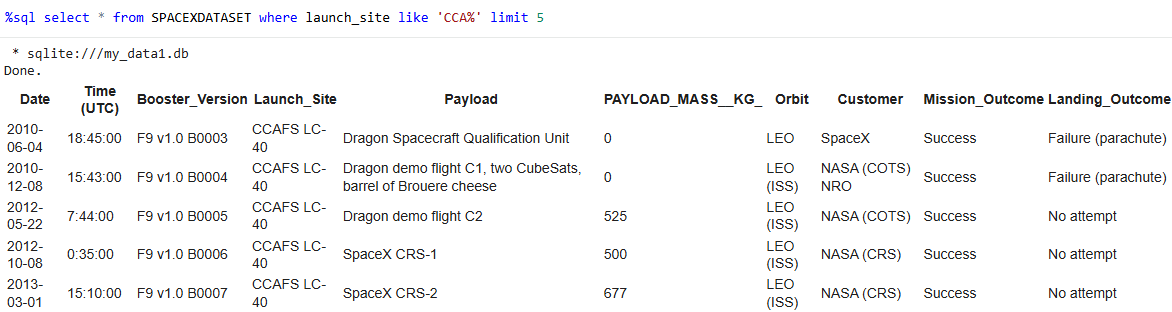 %sql select * from SPACEXDATASET where launch_site like 'CCA%' limit 5
* sqlite:///my_data1.db
Done.
Date Time (UTC) Booster_Version Launch_Site Payload PAYLOAD_MASS__KG_ Orbit Customer Mission_Outcome Landing_Outcome
2010-06-04 18:45:00 F9 v1.0 B0003 CCAFS LC-40 Dragon Spacecraft Qualification Unit 0 LEO SpaceX Success Failure (parachute)
2010-12-08 15:43:00 F9 v1.0 B0004 CCAFS LC-40 Dragon demo flight C1, two CubeSats, barrel of Brouere cheese 0 LEO (ISS) NASA (COTS) NRO Success Failure (parachute)
2012-05-22 7:44:00 F9 v1.0 B0005 CCAFS LC-40 Dragon demo flight C2 525 LEO (ISS) NASA (COTS) Success No attempt
2012-10-08 0:35:00 F9 v1.0 B0006 CCAFS LC-40 SpaceX CRS-1 500 LEO (ISS) NASA (CRS) Success No attempt
2013-03-01 15:10:00 F9 v1.0 B0007 CCAFS LC-40 SpaceX CRS-2 677 LEO (ISS) NASA (CRS) Success No attempt